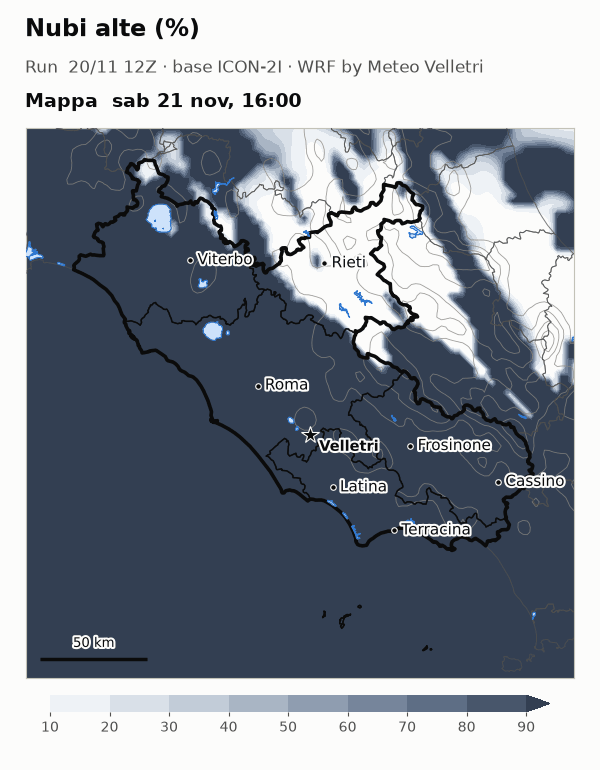 Nubi alte (%)
Run  20/11 12Z · base ICON-2I · WRF by Meteo Velletri
Mappa  sab 21 nov, 16:00
Viterbo
Rieti
Roma
Velletri
Frosinone
Cassino
Latina
Terracina
50 km
10 20 30 40 50 60 70 80 90